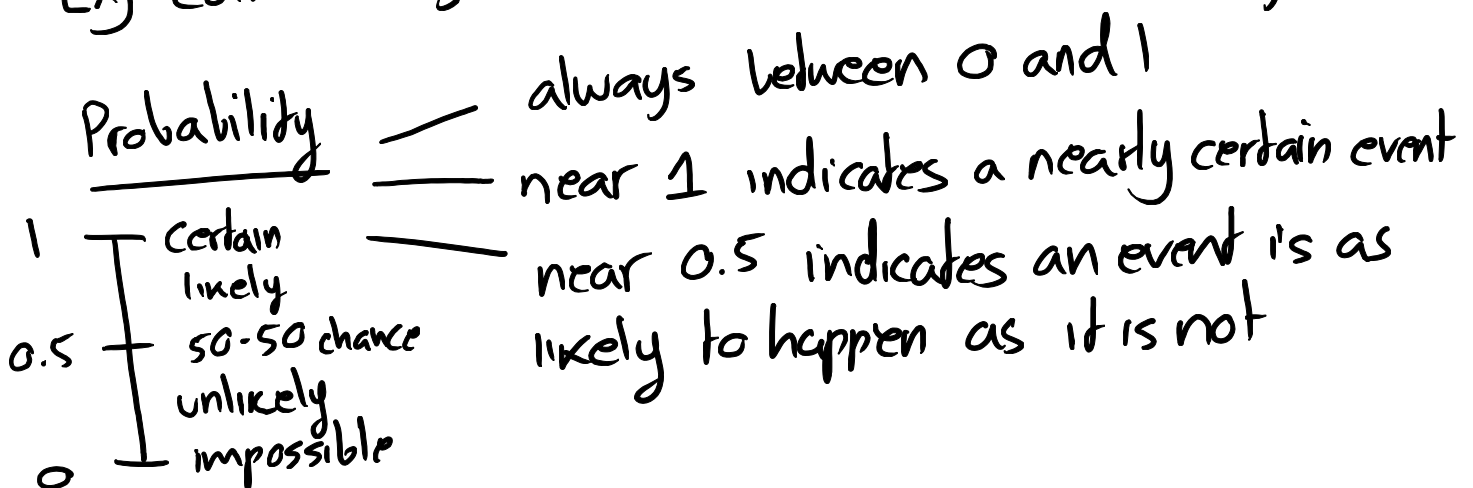 Probability
always between 0 and 1
near 1 indicates a nearly certain event
near 0.5 indicates an event is as
likely to happen as it is not
1 certain
likely
0.5 50-50 chance
unlikely
0 impossible